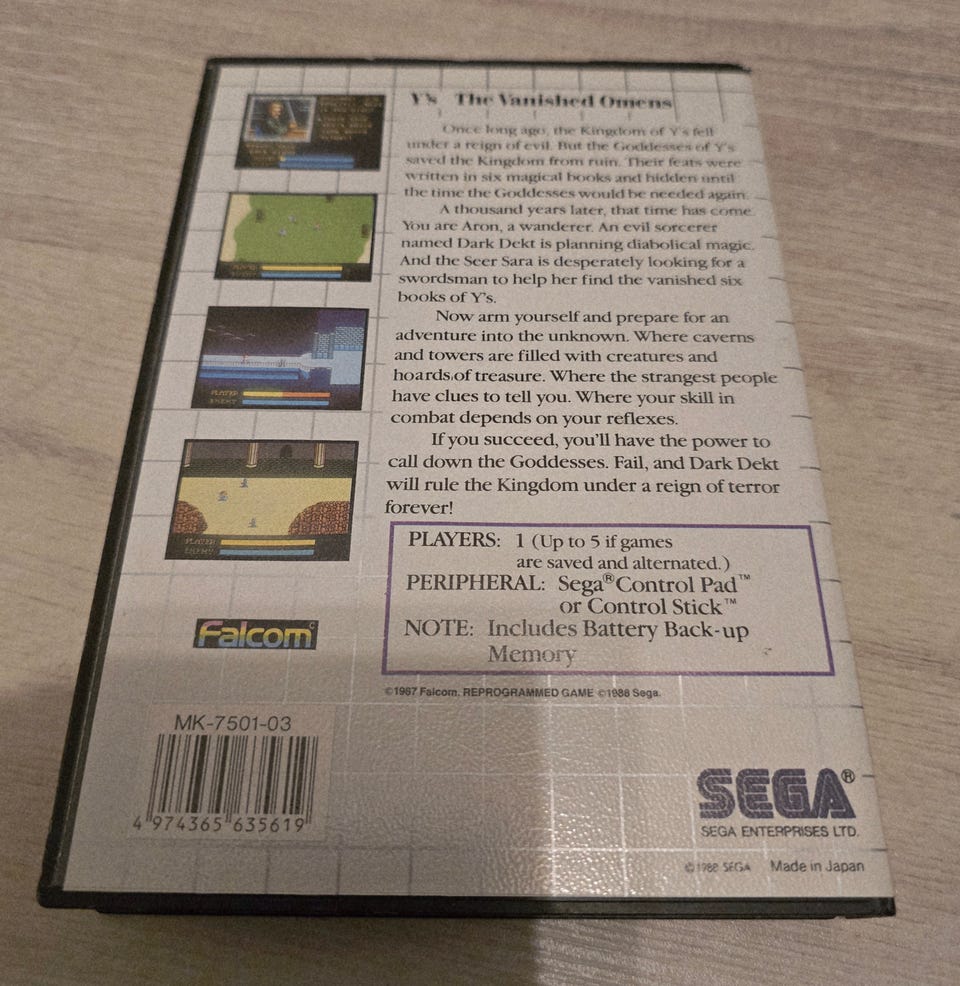 Y's The Vanished Omens
Once long ago, the Kingdom of Y's fell
under a reign of evil. But the Goddesses of Y's
saved the Kingdom from ruin. Their feats were
written in six magical books and hidden until
the time the Goddesses would be needed again.
A thousand years later, that time has come.
You are Aron, a wanderer. An evil sorcerer
named Dark Dekt is planning diabolical magic.
And the Seer Sara is desperately looking for a
swordsman to help her find the vanished six
books of Y's.
Now arm yourself and prepare for an
adventure into the unknown. Where caverns
and towers are filled with creatures and
hoards of treasure. Where the strangest people
have clues to tell you. Where your skill in
combat depends on your reflexes.
If you succeed, you'll have the power to
call down the Goddesses. Fail, and Dark Dekt
will rule the Kingdom under a reign of terror
forever!
PLAYER
ENEMY
PLAYER
ENEMY
PLAYER
ENEMY
PLAYERS: 1 (Up to 5 if games
are saved and alternated.)
PERIPHERAL: Sega® Control Pad™
or Control Stick™
NOTE: Includes Battery Back-up
Memory
Falcom ©
©1987 Falcom. REPROGRAMMED GAME ©1988 Sega.
MK-7501-03
4 974365 635619
SEGA®
SEGA ENTERPRISES LTD.
©1988 SEGA Made in Japan